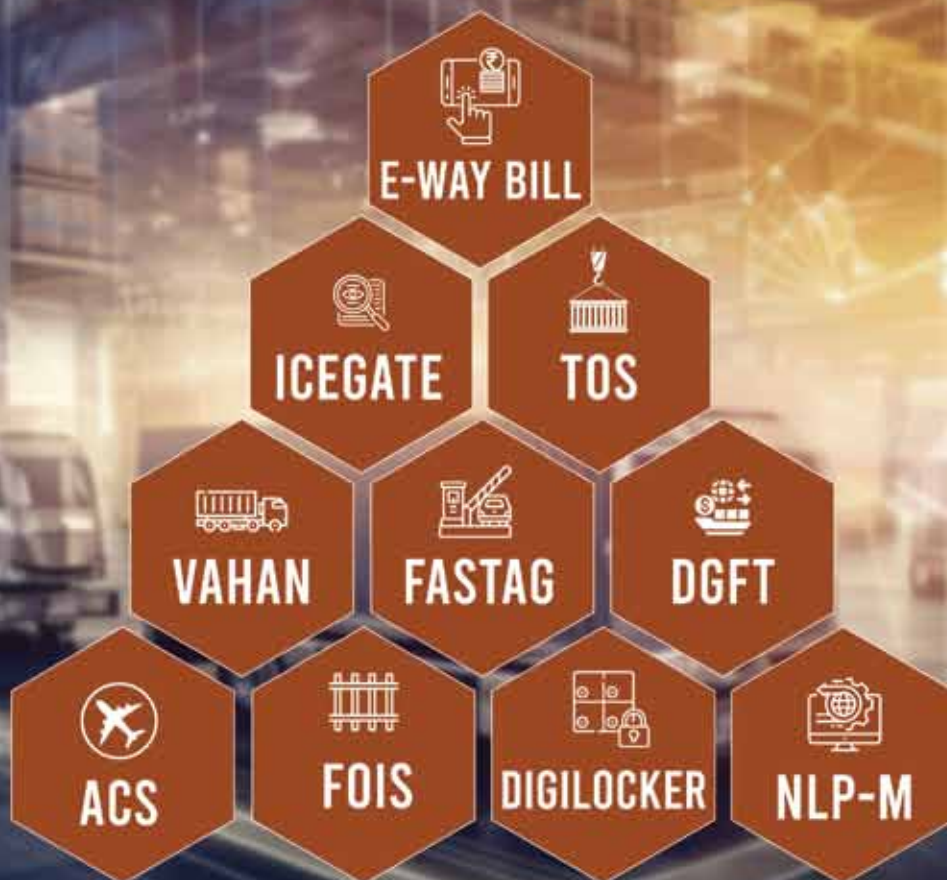 E-WAY BILL
ICEGATE
TOS
VAHAN
FASTAG
DGFT
ACS
FOIS
DIGILOCKER
NLP-M